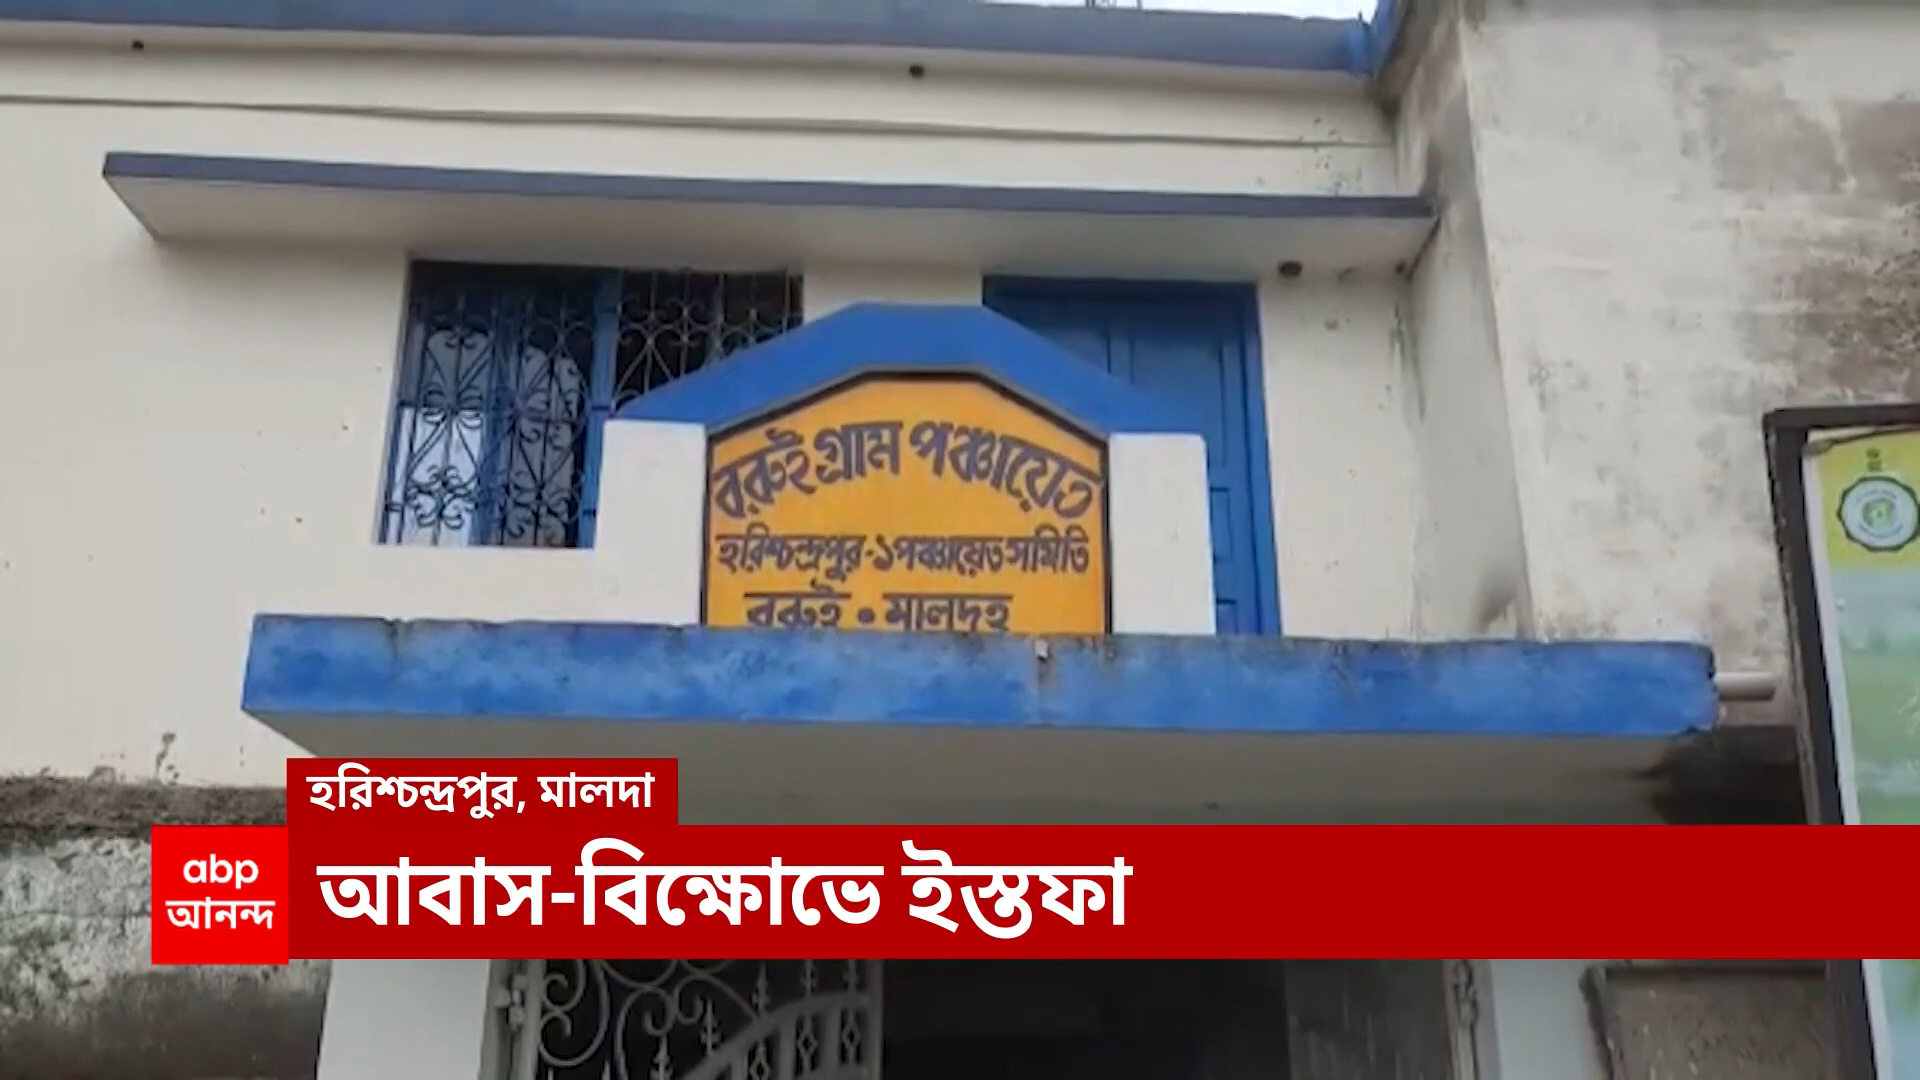 বরুই গ্রাম পঞ্চায়েত
হরিশ্চন্দ্রপুর-১ পঞ্চায়েত সমিতি
বরুই • মালদহ
হরিশ্চন্দ্রপুর, মালদা
abp
আনন্দ
আবাস-বিক্ষোভে ইস্তফা